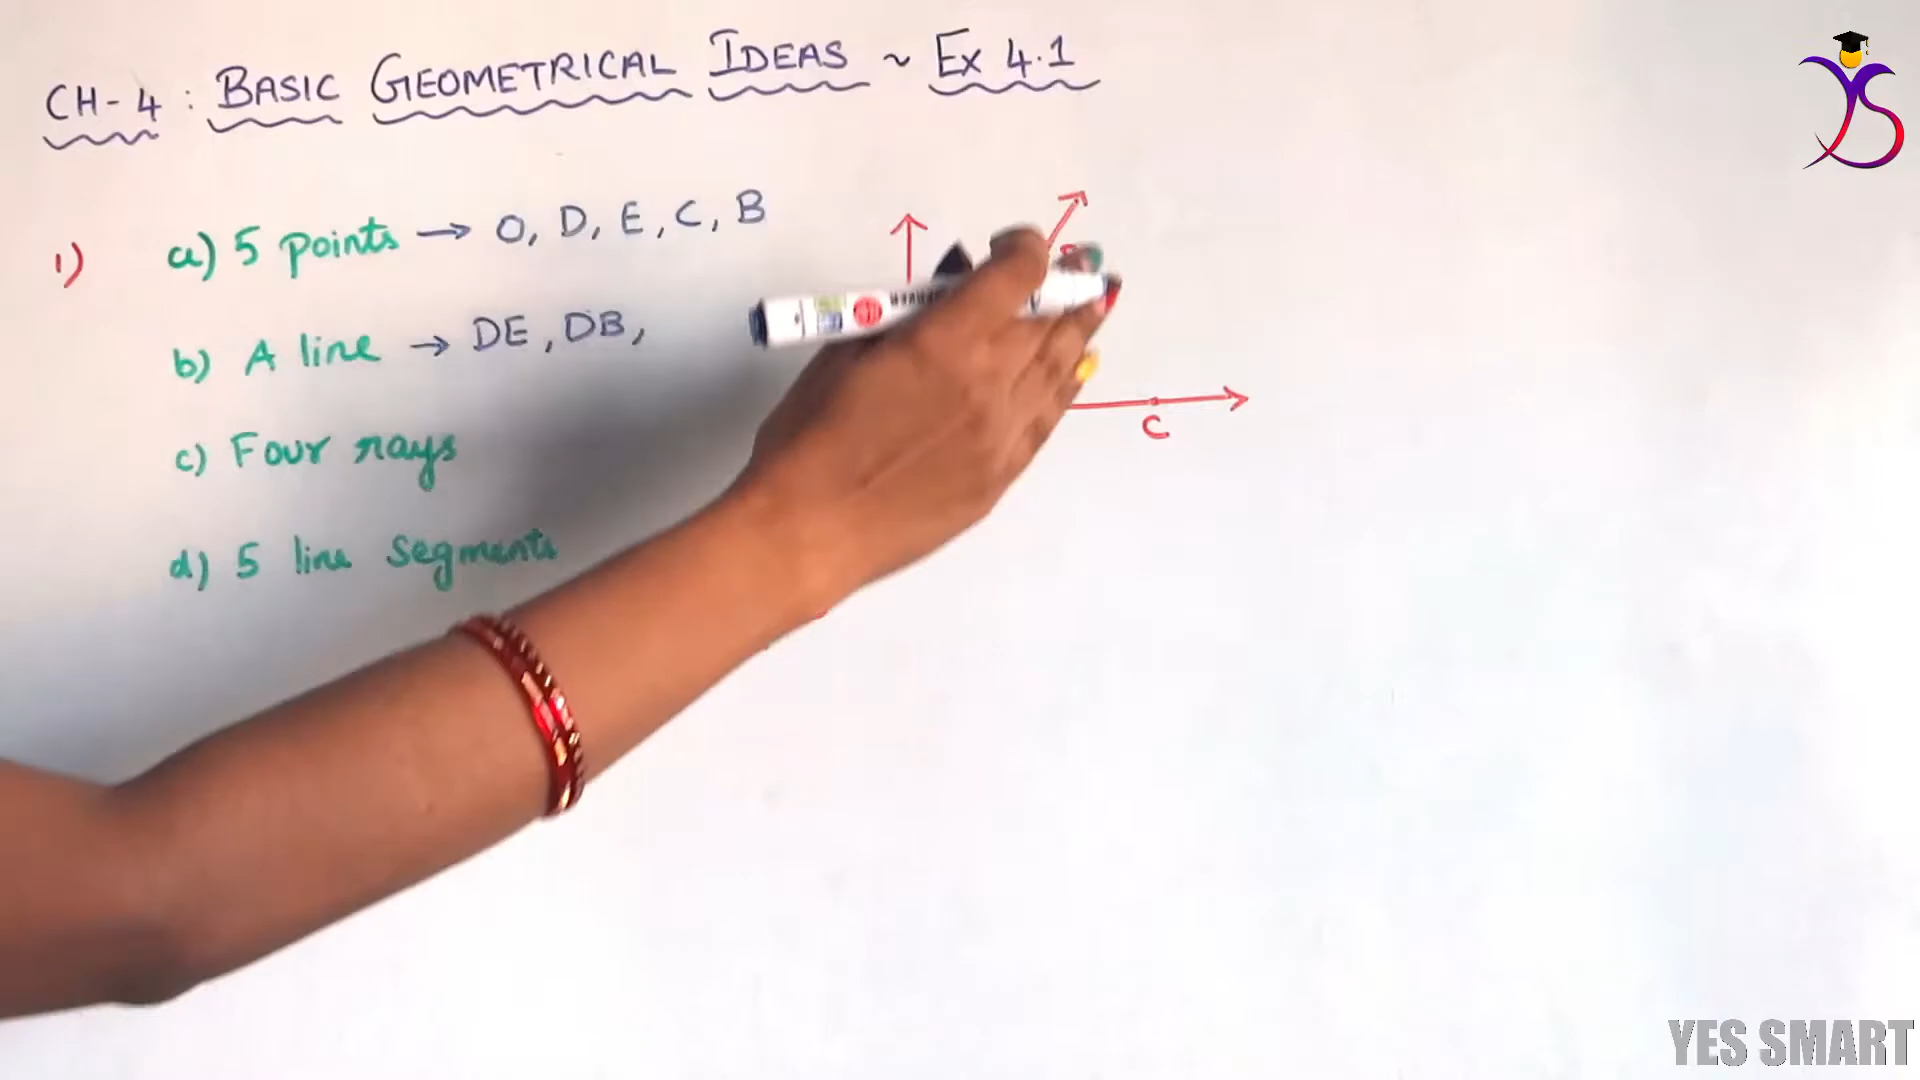 CH-4 : BASIC GEOMETRICAL IDEAS ~ Ex 4.1
1) a) 5 points → O, D, E, C, B
b) A line → DE, DB,
c) Four rays
d) 5 line segments
C
YES SMART